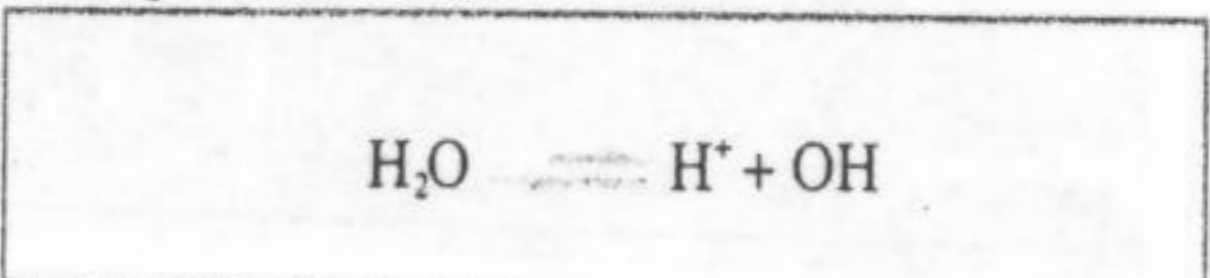 H₂O ⇌ H⁺ + OH